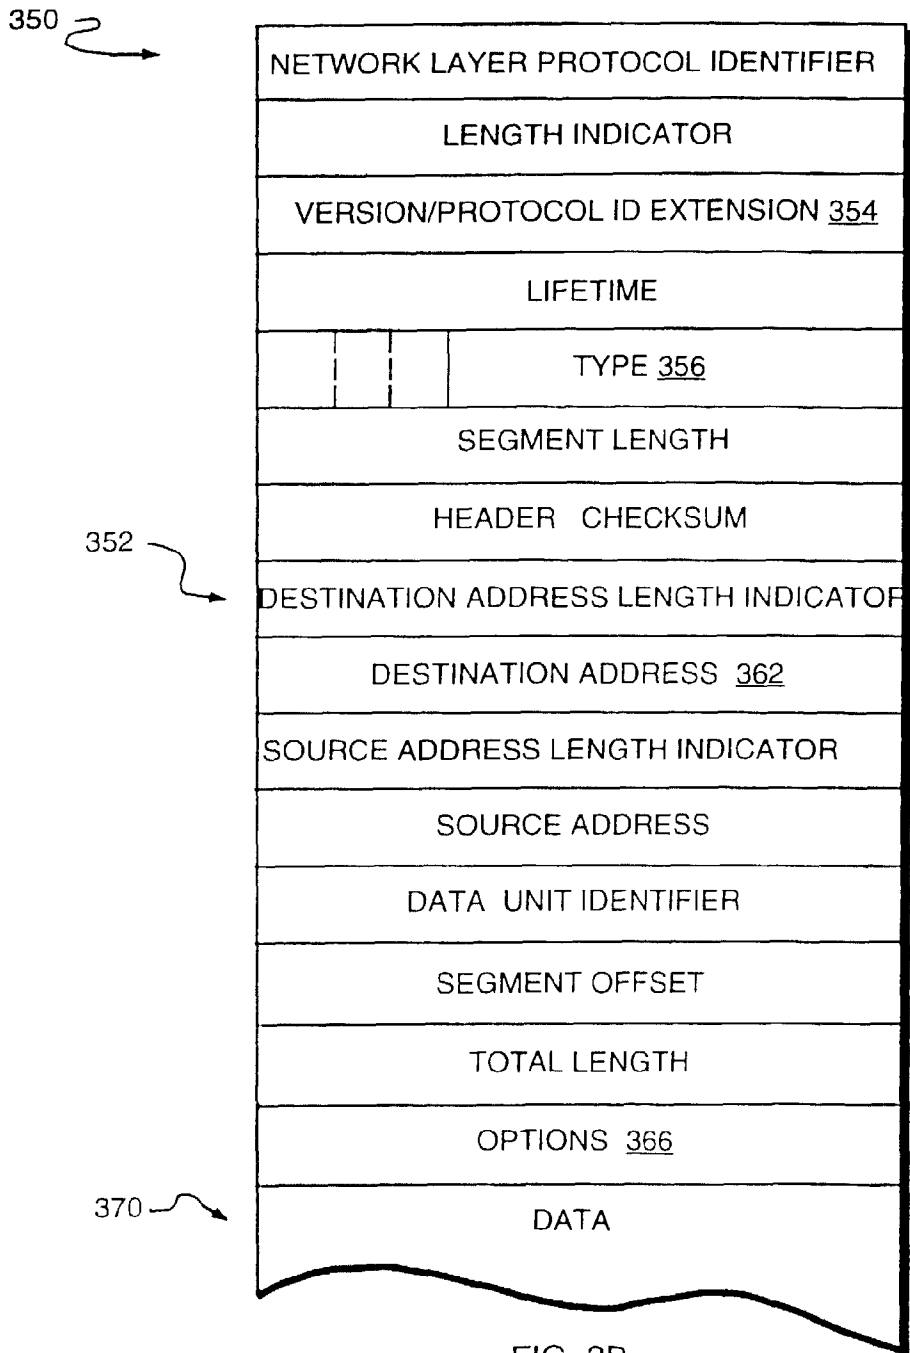 350
NETWORK LAYER PROTOCOL IDENTIFIER
LENGTH INDICATOR
VERSION/PROTOCOL ID EXTENSION 354
LIFETIME
TYPE 356
SEGMENT LENGTH
HEADER CHECKSUM
352
DESTINATION ADDRESS LENGTH INDICATOR
DESTINATION ADDRESS 362
SOURCE ADDRESS LENGTH INDICATOR
SOURCE ADDRESS
DATA UNIT IDENTIFIER
SEGMENT OFFSET
TOTAL LENGTH
OPTIONS 366
370
DATA